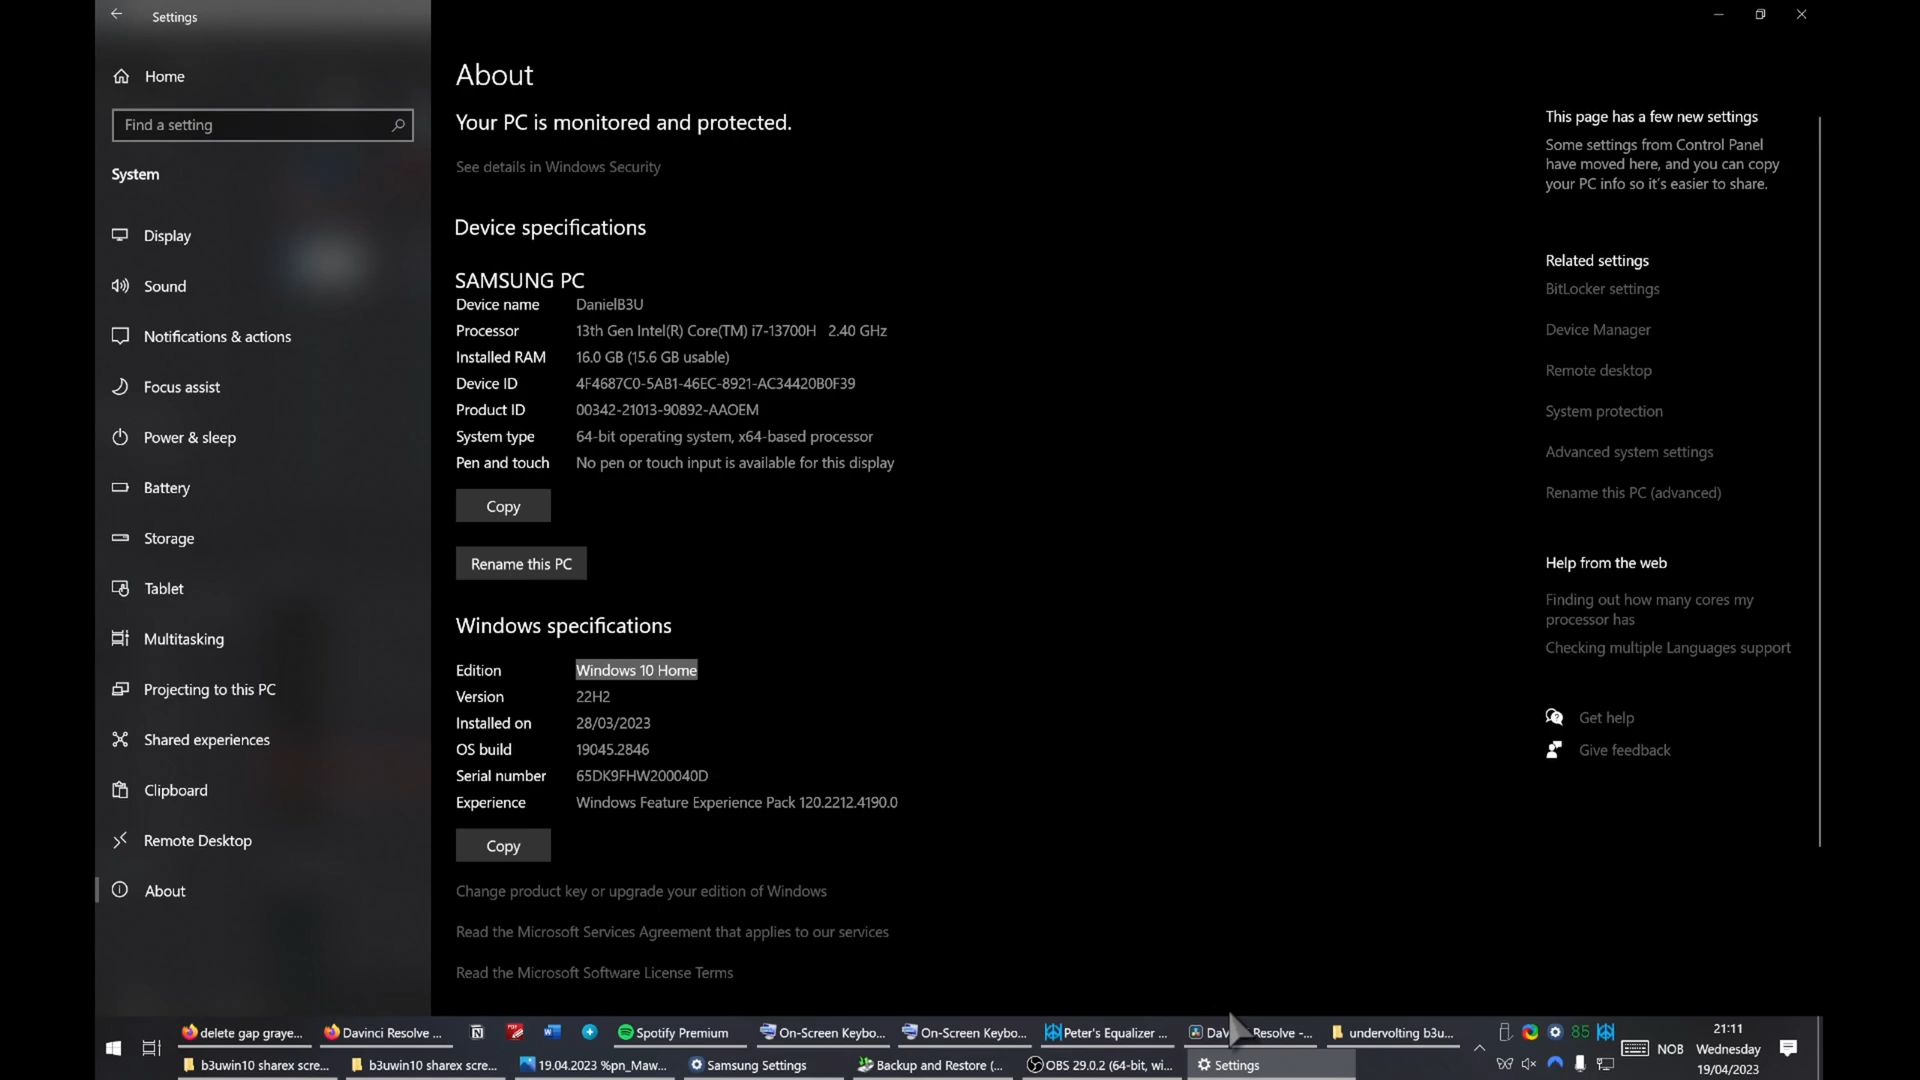 Settings
Home
Find a setting
System
Display
Sound
Notifications & actions
Focus assist
Power & sleep
Battery
Storage
Tablet
Multitasking
Projecting to this PC
Shared experiences
Clipboard
Remote Desktop
About
About
Your PC is monitored and protected.
See details in Windows Security
Device specifications
SAMSUNG PC
Device name DanielB3U
Processor 13th Gen Intel(R) Core(TM) i7-13700H 2.40 GHz
Installed RAM 16.0 GB (15.6 GB usable)
Device ID 4F4687C0-5AB1-46EC-8921-AC34420B0F39
Product ID 00342-21013-90892-AAOEM
System type 64-bit operating system, x64-based processor
Pen and touch No pen or touch input is available for this display
Copy
Rename this PC
Windows specifications
Edition Windows 10 Home
Version 22H2
Installed on 28/03/2023
OS build 19045.2846
Serial number 65DK9FHW200040D
Experience Windows Feature Experience Pack 120.2212.4190.0
Copy
Change product key or upgrade your edition of Windows
Read the Microsoft Services Agreement that applies to our services
Read the Microsoft Software License Terms
This page has a few new settings
Some settings from Control Panel
have moved here, and you can copy
your PC info so it's easier to share.
Related settings
BitLocker settings
Device Manager
Remote desktop
System protection
Advanced system settings
Rename this PC (advanced)
Help from the web
Finding out how many cores my
processor has
Checking multiple Languages support
Get help
Give feedback
delete gap graye... Davinci Resolve ... Spotify Premium On-Screen Keybo... On-Screen Keybo... Peter's Equalizer ... DaV Resolve -... undervolting b3u... 85
b3uwin10 sharex scre... b3uwin10 sharex scre... 19.04.2023 %pn_Maw... Samsung Settings Backup and Restore (... OBS 29.0.2 (64-bit, wi... Settings
NOB
21:11
Wednesday
19/04/2023